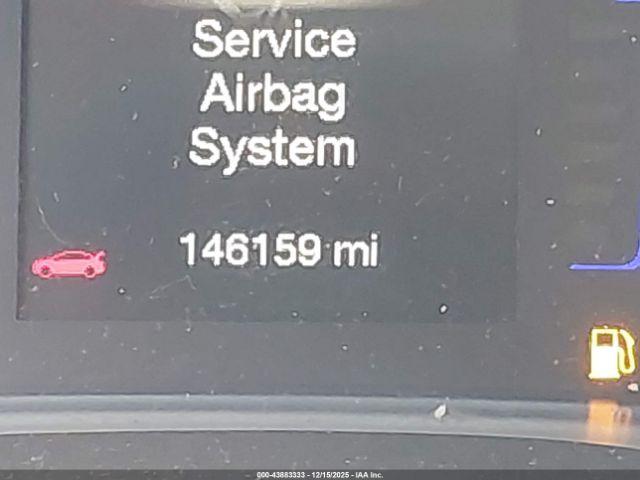 Service
Airbag
System
146159 mi
000-43883333 - 12/15/2025 - IAA Inc.